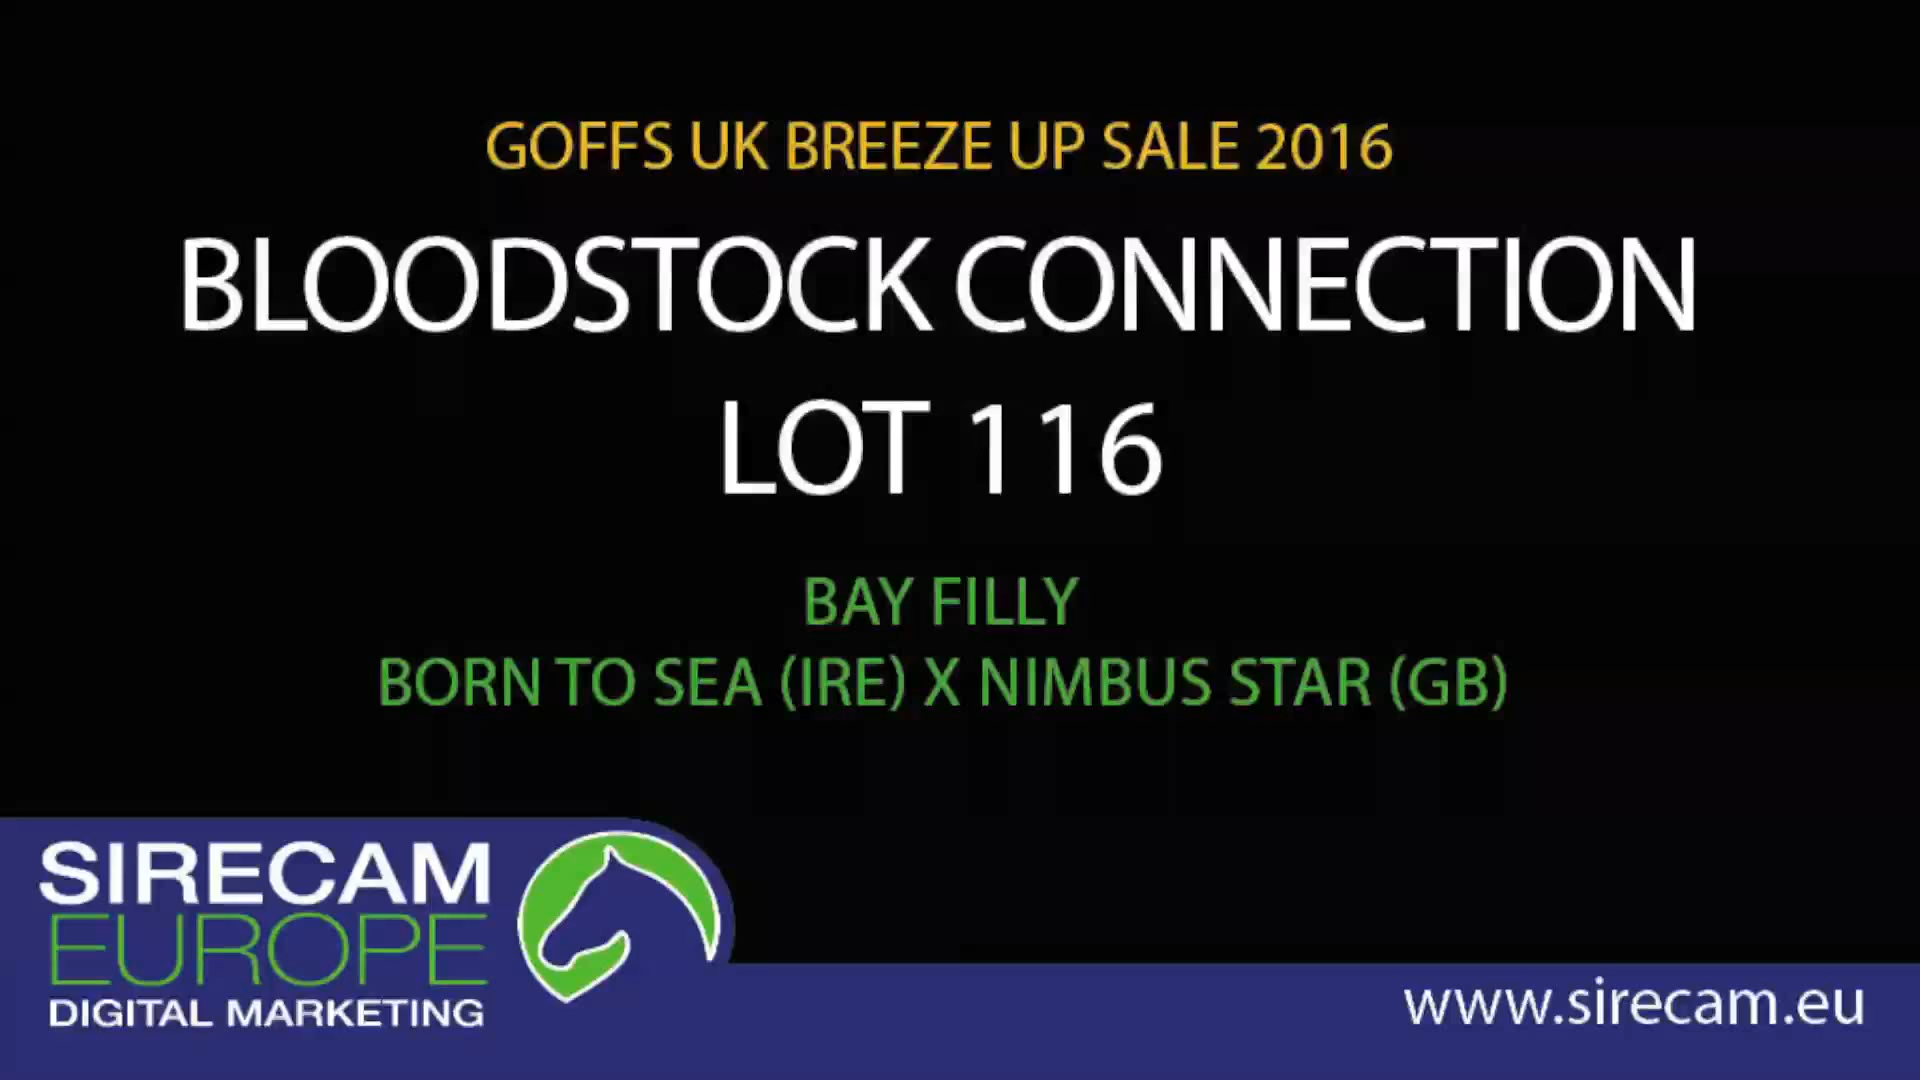 GOFFS UK BREEZE UP SALE 2016
BLOODSTOCK CONNECTION
LOT 116
BAY FILLY
BORN TO SEA (IRE) X NIMBUS STAR (GB)
SIRECAM
EUROPE
DIGITAL MARKETING
www.sirecam.eu